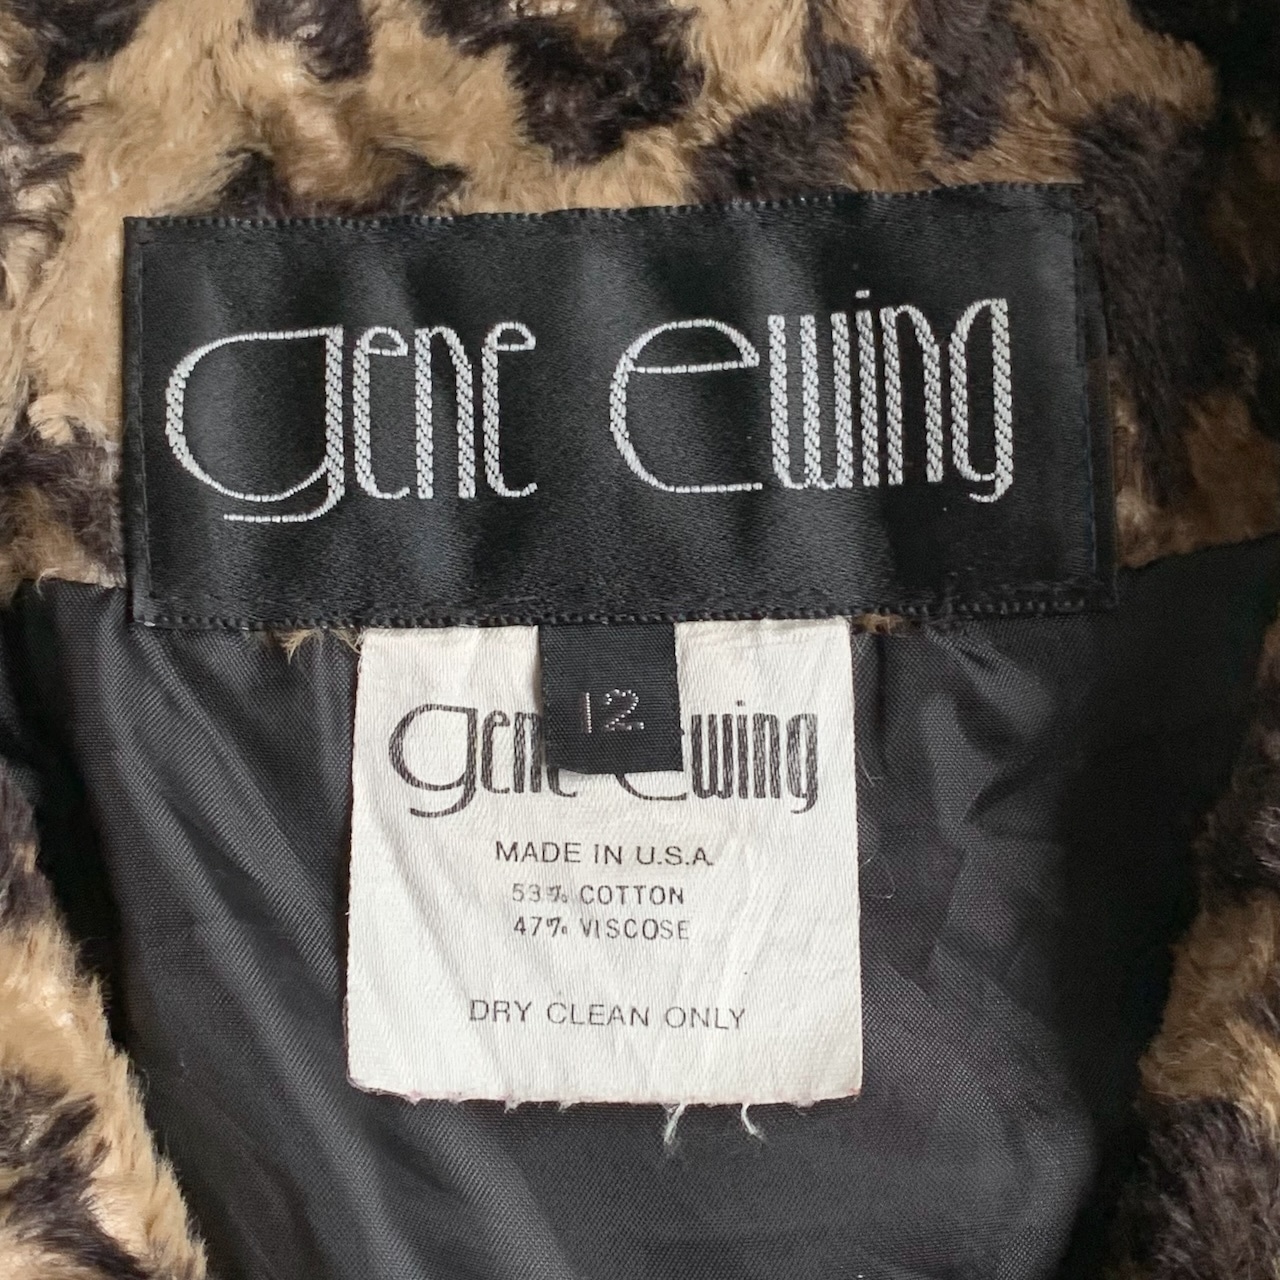 gene ewing
12
gene ewing
MADE IN U.S.A.
53% COTTON
47% VISCOSE
DRY CLEAN ONLY